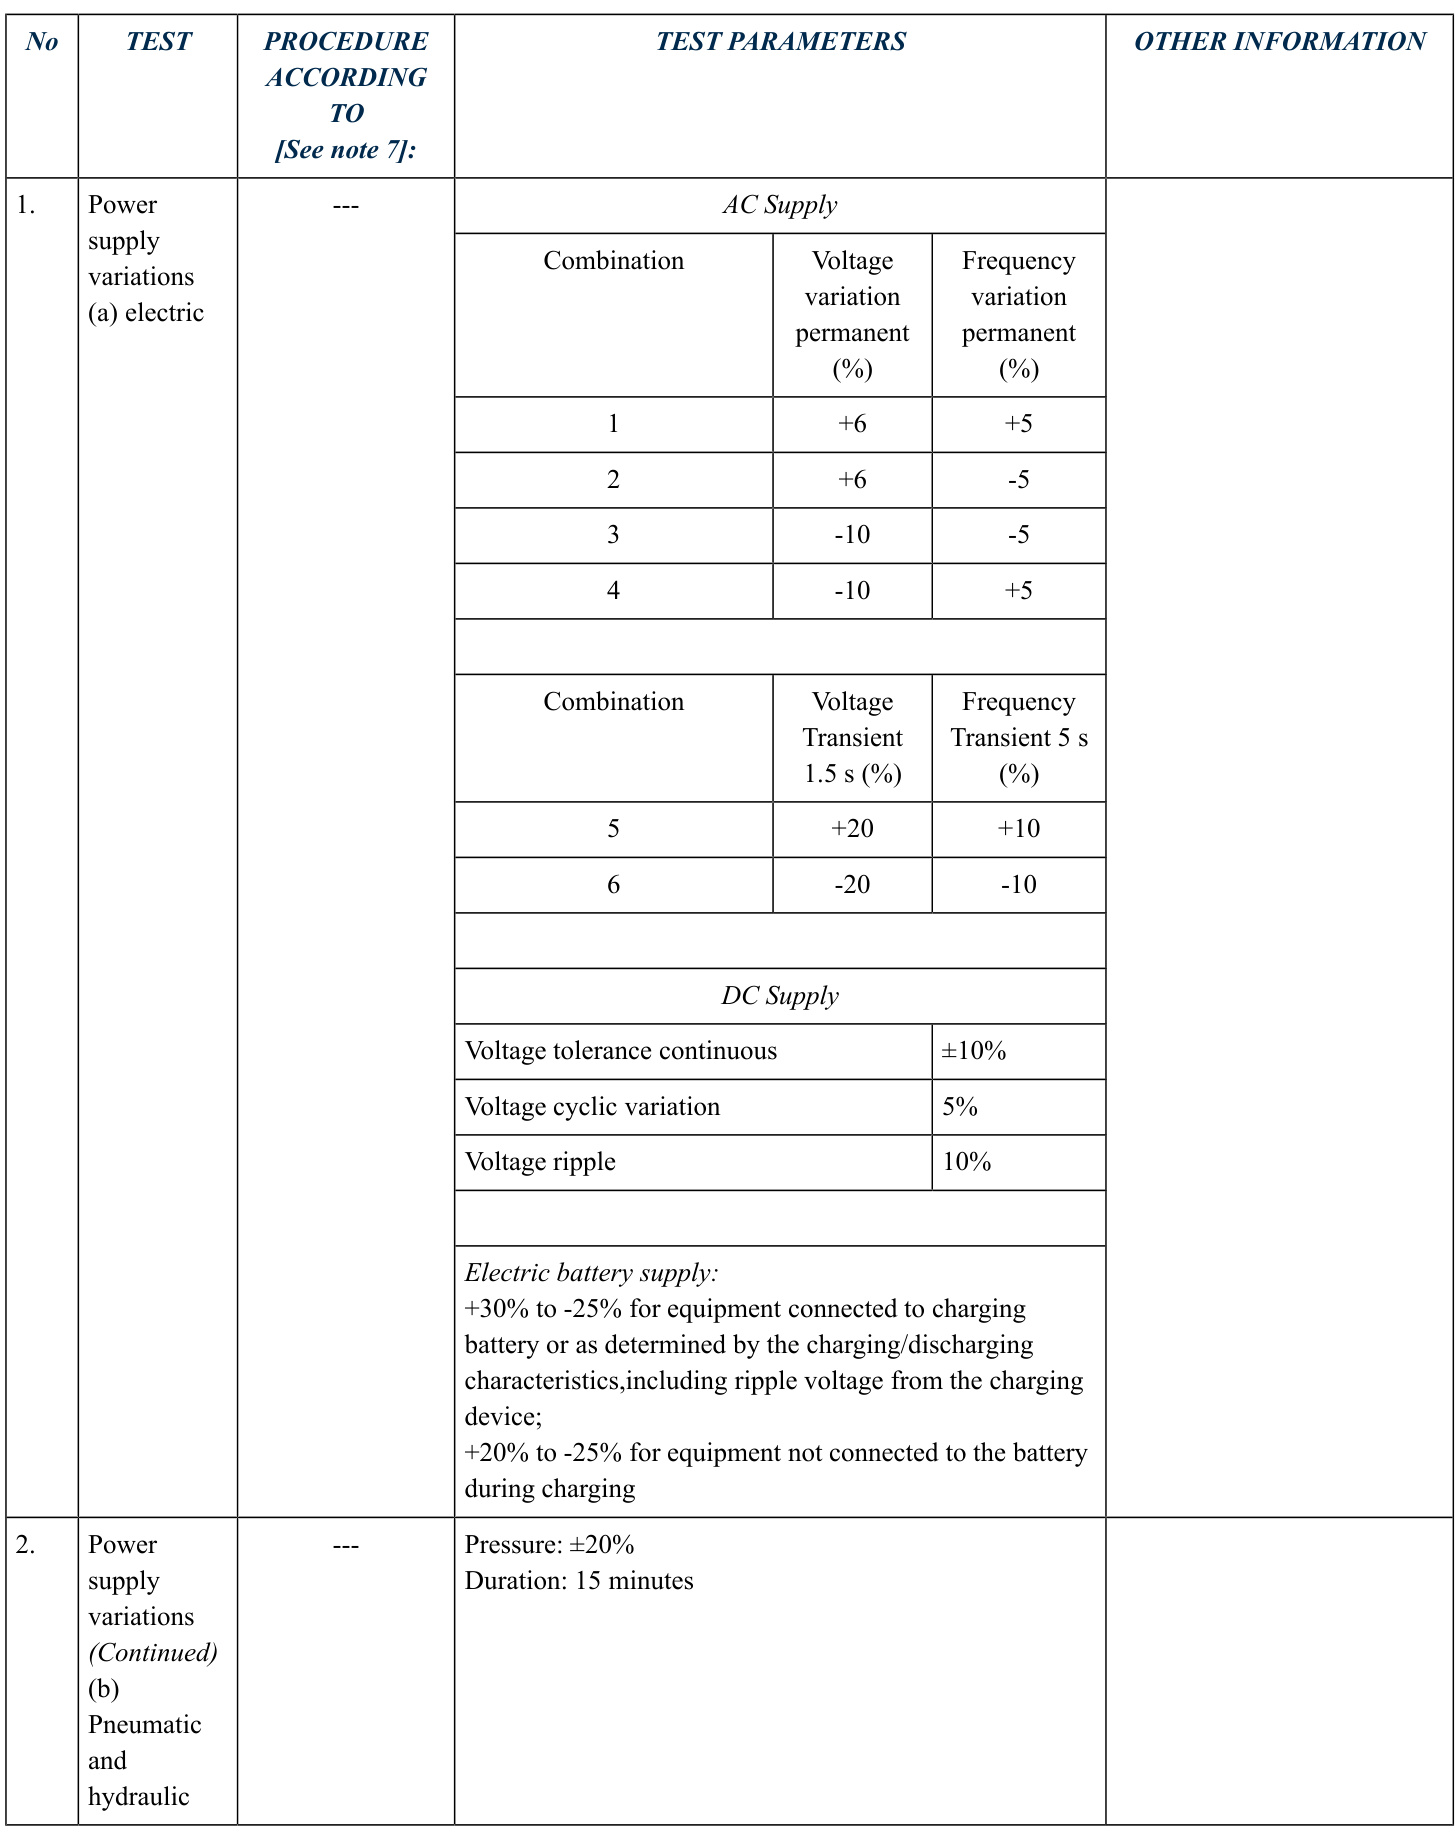 No TEST PROCEDURE TEST PARAMETERS OTHER INFORMATION
ACCORDING
TO
[See note 7]:
1. Power --- AC Supply
supply
variations
(a) electric
Combination Voltage Frequency
variation variation
permanent permanent
(%) (%)
1 +6 +5
2 +6 -5
3 -10 -5
4 -10 +5
Combination Voltage Frequency
Transient Transient 5 s
1.5 s (%) (%)
5 +20 +10
6 -20 -10
DC Supply
Voltage tolerance continuous ±10%
Voltage cyclic variation 5%
Voltage ripple 10%
Electric battery supply:
+30% to -25% for equipment connected to charging
battery or as determined by the charging/discharging
characteristics,including ripple voltage from the charging
device;
+20% to -25% for equipment not connected to the battery
during charging
2. Power --- Pressure: ±20%
supply Duration: 15 minutes
variations
(Continued)
(b)
Pneumatic
and
hydraulic